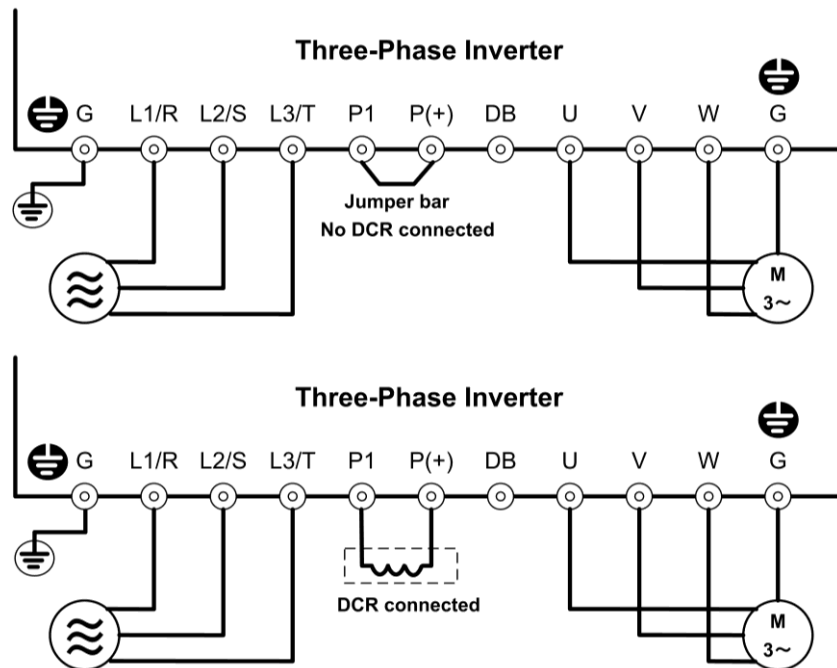 Three-Phase Inverter
G L1/R L2/S L3/T P1 P(+) DB U V W G
Jumper bar
No DCR connected
M
3~
Three-Phase Inverter
G L1/R L2/S L3/T P1 P(+) DB U V W G
DCR connected
M
3~